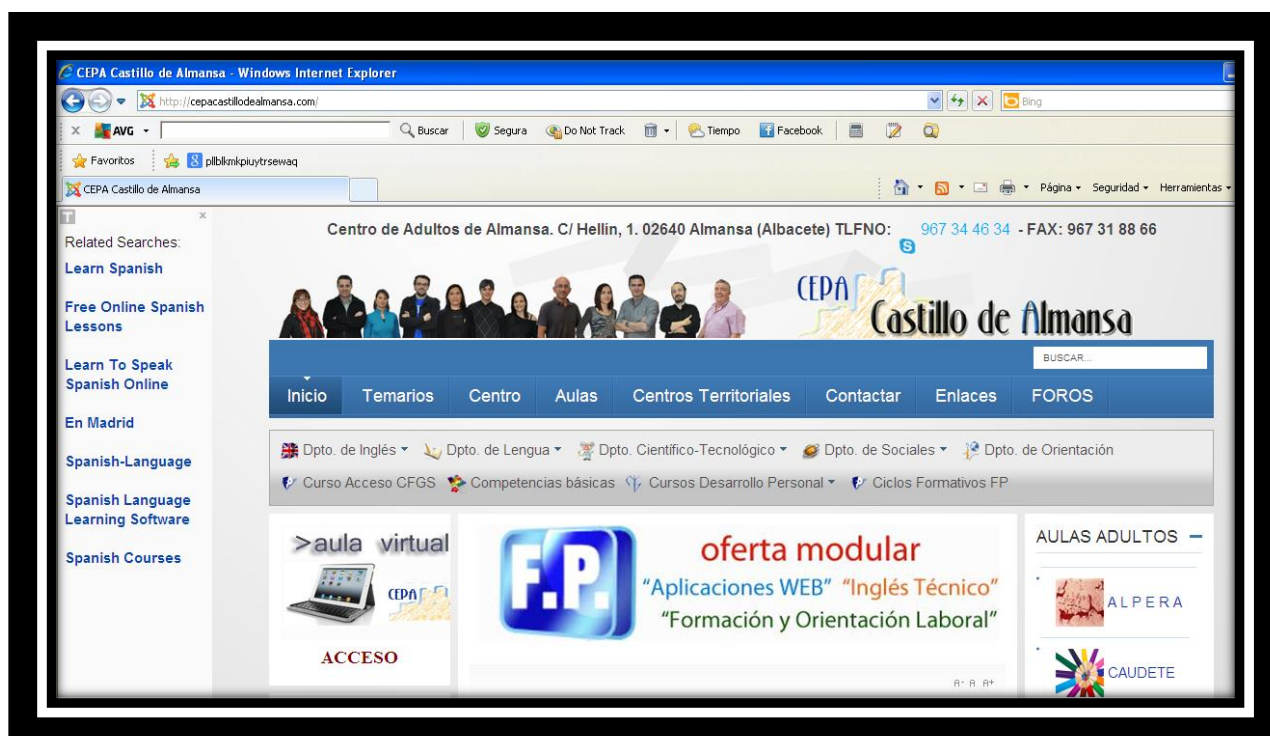 CEPA Castillo de Almansa - Windows Internet Explorer
http://cepacastillodealmansa.com/
Bing
x AVG Buscar Segura Do Not Track Tiempo Facebook
Favoritos pllblkmkpiuytrsewaq
CEPA Castillo de Almansa
Página Seguridad Herramientas
T x
Related Searches:
Learn Spanish
Free Online Spanish
Lessons
Learn To Speak
Spanish Online
En Madrid
Spanish-Language
Spanish Language
Learning Software
Spanish Courses
Centro de Adultos de Almansa. C/ Hellín, 1. 02640 Almansa (Albacete) TLFNO: 967 34 46 34 - FAX: 967 31 88 66
CEPA
Castillo de Almansa
BUSCAR...
Inicio Temarios Centro Aulas Centros Territoriales Contactar Enlaces FOROS
Dpto. de Inglés Dpto. de Lengua Dpto. Científico-Tecnológico Dpto. de Sociales Dpto. de Orientación
Curso Acceso CFGS Competencias básicas Cursos Desarrollo Personal Ciclos Formativos FP
>aula virtual
CEPA
ACCESO
F.P.
oferta modular
"Aplicaciones WEB" "Inglés Técnico"
"Formación y Orientación Laboral"
A- A A+
AULAS ADULTOS
ALPERA
CAUDETE